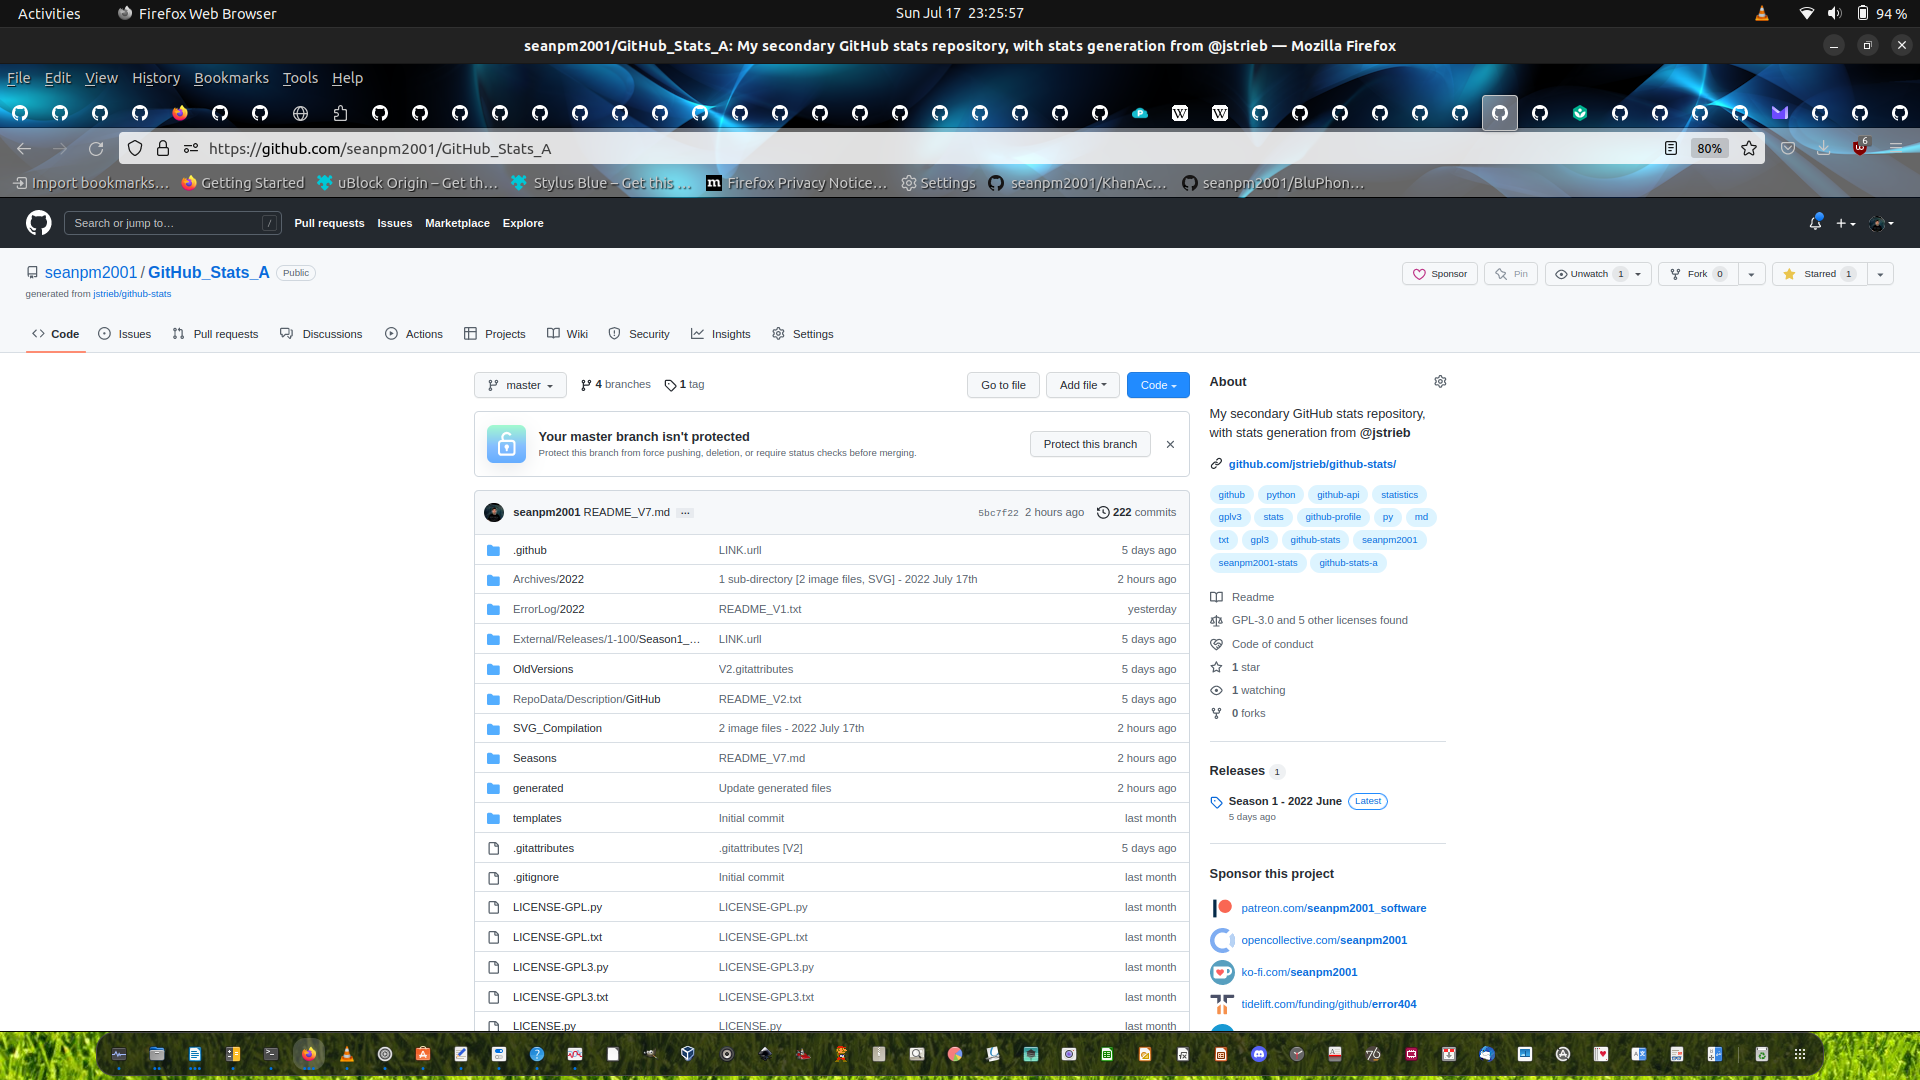 Activities Firefox Web Browser Sun Jul 17 23:25:57 94 %
seanpm2001/GitHub_Stats_A: My secondary GitHub stats repository, with stats generation from @jstrieb — Mozilla Firefox
File Edit View History Bookmarks Tools Help
https://github.com/seanpm2001/GitHub_Stats_A 80% 6
Import bookmarks… Getting Started uBlock Origin – Get th… Stylus Blue – Get this … Firefox Privacy Notice… Settings seanpm2001/KhanAc… seanpm2001/BluPhon…
Search or jump to… / Pull requests Issues Marketplace Explore
seanpm2001 / GitHub_Stats_A Public Sponsor Pin Unwatch 1 Fork 0 Starred 1
generated from jstrieb/github-stats
Code Issues Pull requests Discussions Actions Projects Wiki Security Insights Settings
master 4 branches 1 tag Go to file Add file Code
Your master branch isn't protected
Protect this branch from force pushing, deletion, or require status checks before merging.
Protect this branch
seanpm2001 README_V7.md ... 5bc7f22 2 hours ago 222 commits
.github LINK.urll 5 days ago
Archives/2022 1 sub-directory [2 image files, SVG] - 2022 July 17th 2 hours ago
ErrorLog/2022 README_V1.txt yesterday
External/Releases/1-100/Season1_... LINK.urll 5 days ago
OldVersions V2.gitattributes 5 days ago
RepoData/Description/GitHub README_V2.txt 5 days ago
SVG_Compilation 2 image files - 2022 July 17th 2 hours ago
Seasons README_V7.md 2 hours ago
generated Update generated files 2 hours ago
templates Initial commit last month
.gitattributes .gitattributes [V2] 5 days ago
.gitignore Initial commit last month
LICENSE-GPL.py LICENSE-GPL.py last month
LICENSE-GPL.txt LICENSE-GPL.txt last month
LICENSE-GPL3.py LICENSE-GPL3.py last month
LICENSE-GPL3.txt LICENSE-GPL3.txt last month
LICENSE.py LICENSE.py last month
About
My secondary GitHub stats repository,
with stats generation from @jstrieb
github.com/jstrieb/github-stats/
github python github-api statistics
gplv3 stats github-profile py md
txt gpl3 github-stats seanpm2001
seanpm2001-stats github-stats-a
Readme
GPL-3.0 and 5 other licenses found
Code of conduct
1 star
1 watching
0 forks
Releases 1
Season 1 - 2022 June Latest
5 days ago
Sponsor this project
patreon.com/seanpm2001_software
opencollective.com/seanpm2001
ko-fi.com/seanpm2001
tidelift.com/funding/github/error404